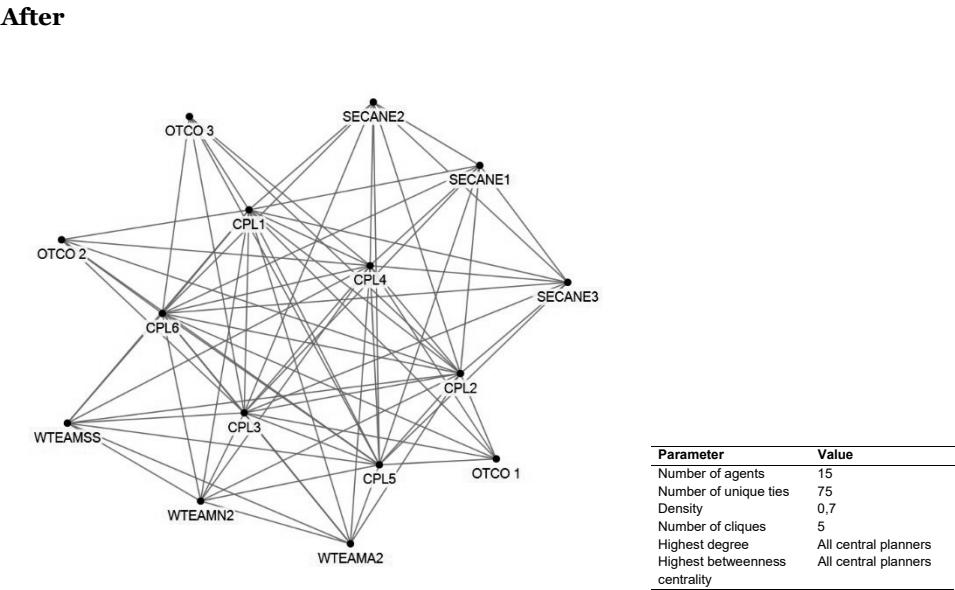 After
SECANE2
OTCO 3
SECANE1
CPL1
OTCO 2
CPL4
SECANE3
CPL6
CPL2
CPL3
WTEAMSS
OTCO 1
CPL5
WTEAMN2
WTEAMA2
Parameter Value
Number of agents 15
Number of unique ties 75
Density 0,7
Number of cliques 5
Highest degree All central planners
Highest betweenness All central planners
centrality